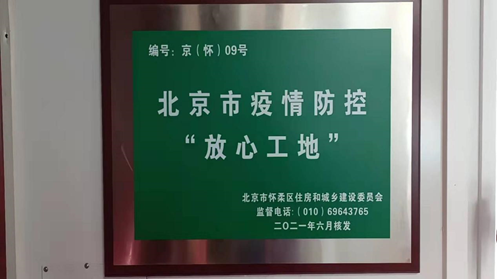 编号：京（怀）09号
北京市疫情防控
“放心工地”
北京市怀柔区住房和城乡建设委员会
监督电话:（010）69643765
二〇二一年六月核发